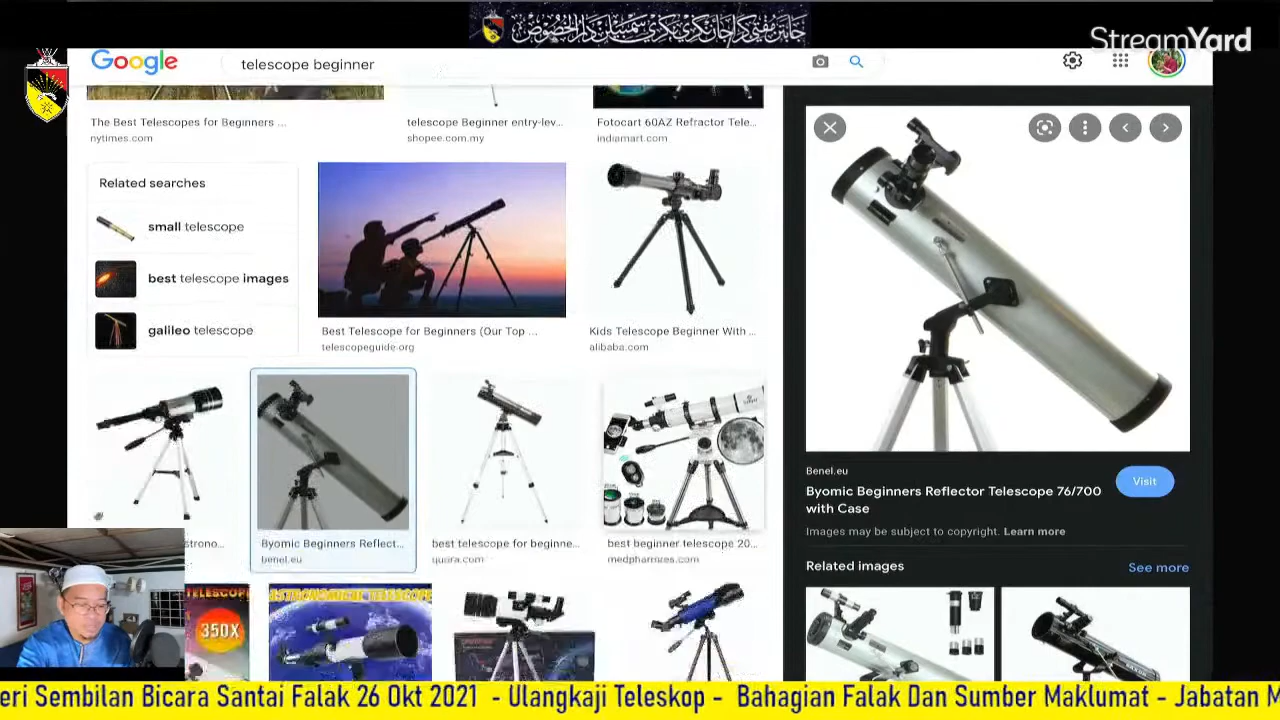 StreamYard
Google
telescope beginner
The Best Telescopes for Beginners ...
nytimes.com
telescope Beginner entry-lev...
shopee.com.my
Fotocart 60AZ Refractor Tele...
indiamart.com
Related searches
small telescope
best telescope images
galileo telescope
Best Telescope for Beginners (Our Top ...
telescopeguide.org
Kids Telescope Beginner With ...
alibaba.com
Benel.eu
Byomic Beginners Reflector Telescope 76/700
with Case
Visit
Images may be subject to copyright. Learn more
Related images
See more
strono...
Byomic Beginners Reflect...
benel.eu
best telescope for beginne...
quora.com
best beginner telescope 20...
TELESCOPE
350X
ASTRONOMICAL TELESCOPE
eri Sembilan Bicara Santai Falak 26 Okt 2021 - Ulangkaji Teleskop - Bahagian Falak Dan Sumber Maklumat - Jabatan M